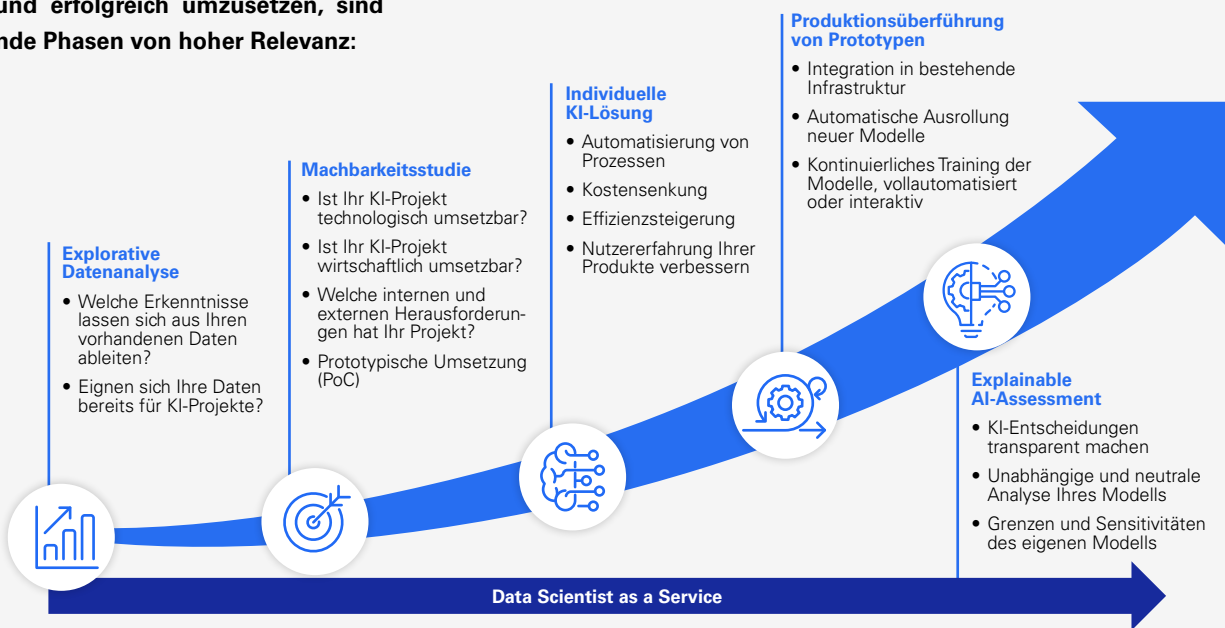 und erfolgreich umzusetzen, sind
nde Phasen von hoher Relevanz:
Explorative
Datenanalyse
• Welche Erkenntnisse
lassen sich aus Ihren
vorhandenen Daten
ableiten?
• Eignen sich Ihre Daten
bereits für KI-Projekte?
Machbarkeitsstudie
• Ist Ihr KI-Projekt
technologisch umsetzbar?
• Ist Ihr KI-Projekt
wirtschaftlich umsetzbar?
• Welche internen und
externen Herausforderun-
gen hat Ihr Projekt?
• Prototypische Umsetzung
(PoC)
Individuelle
KI-Lösung
• Automatisierung von
Prozessen
• Kostensenkung
• Effizienzsteigerung
• Nutzererfahrung Ihrer
Produkte verbessern
Produktionsüberführung
von Prototypen
• Integration in bestehende
Infrastruktur
• Automatische Ausrollung
neuer Modelle
• Kontinuierliches Training der
Modelle, vollautomatisiert
oder interaktiv
Explainable
AI-Assessment
• KI-Entscheidungen
transparent machen
• Unabhängige und neutrale
Analyse Ihres Modells
• Grenzen und Sensitivitäten
des eigenen Modells
Data Scientist as a Service